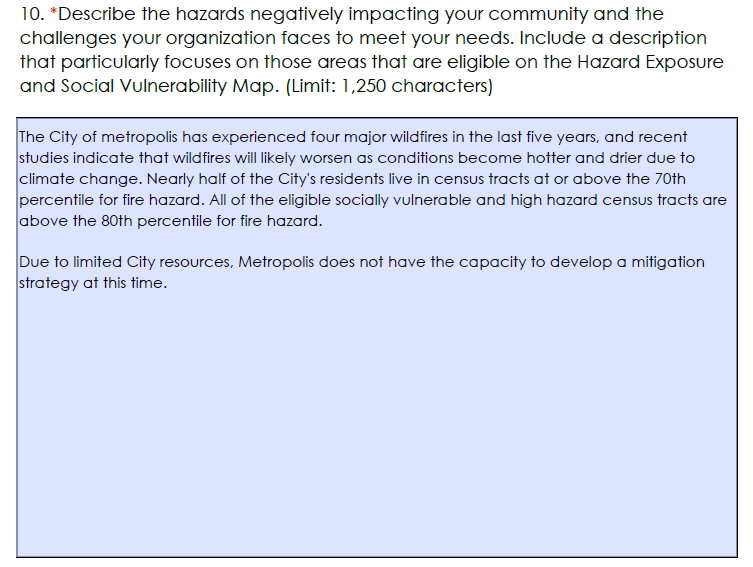 10. *Describe the hazards negatively impacting your community and the
challenges your organization faces to meet your needs. Include a description
that particularly focuses on those areas that are eligible on the Hazard Exposure
and Social Vulnerability Map. (Limit: 1,250 characters)
The City of metropolis has experienced four major wildfires in the last five years, and recent
studies indicate that wildfires will likely worsen as conditions become hotter and drier due to
climate change. Nearly half of the City's residents live in census tracts at or above the 70th
percentile for fire hazard. All of the eligible socially vulnerable and high hazard census tracts are
above the 80th percentile for fire hazard.
Due to limited City resources, Metropolis does not have the capacity to develop a mitigation
strategy at this time.